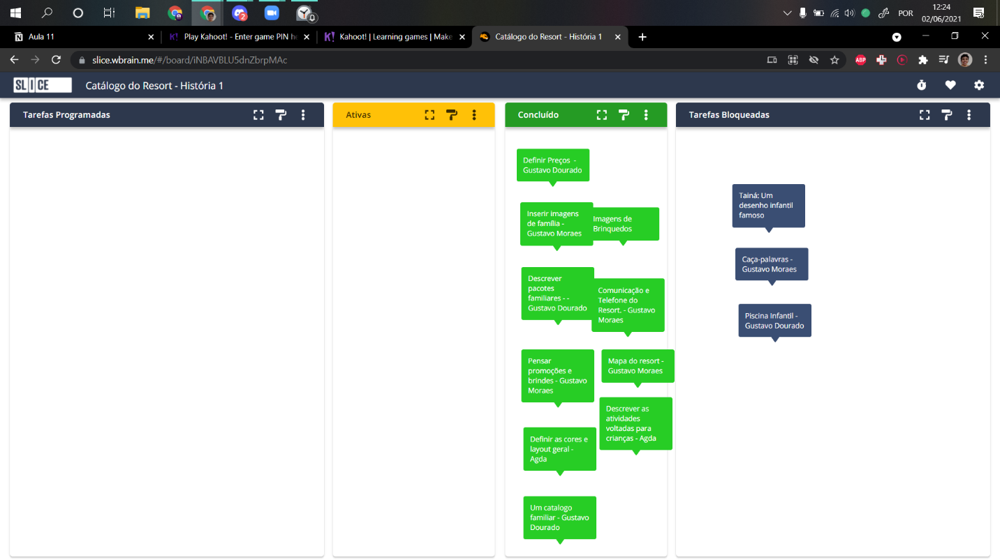 2
POR
12:24
02/06/2021
Aula 11
Play Kahoot! - Enter game PIN he
K!
Kahoot! | Learning games | Make
Catálogo do Resort - História 1
slice.wbrain.me/#/board/iNBAVBLU5dnZbrpMAc
ABP
SLICE
Catálogo do Resort - História 1
Tarefas Programadas
Ativas
Concluído
Tarefas Bloqueadas
Definir Preços -
Gustavo Dourado
Inserir imagens
de família -
Gustavo Moraes
Imagens de
Brinquedos
Descrever
pacotes
familiares - -
Gustavo Dourado
Comunicação e
Telefone do
Resort. - Gustavo
Moraes
Pensar
promoções e
brindes - Gustavo
Moraes
Mapa do resort -
Gustavo Moraes
Descrever as
atividades
voltadas para
crianças - Agda
Definir as cores e
layout geral -
Agda
Um catalogo
familiar - Gustavo
Dourado
Tainá: Um
desenho infantil
famoso
Caça-palavras -
Gustavo Moraes
Piscina Infantil -
Gustavo Dourado